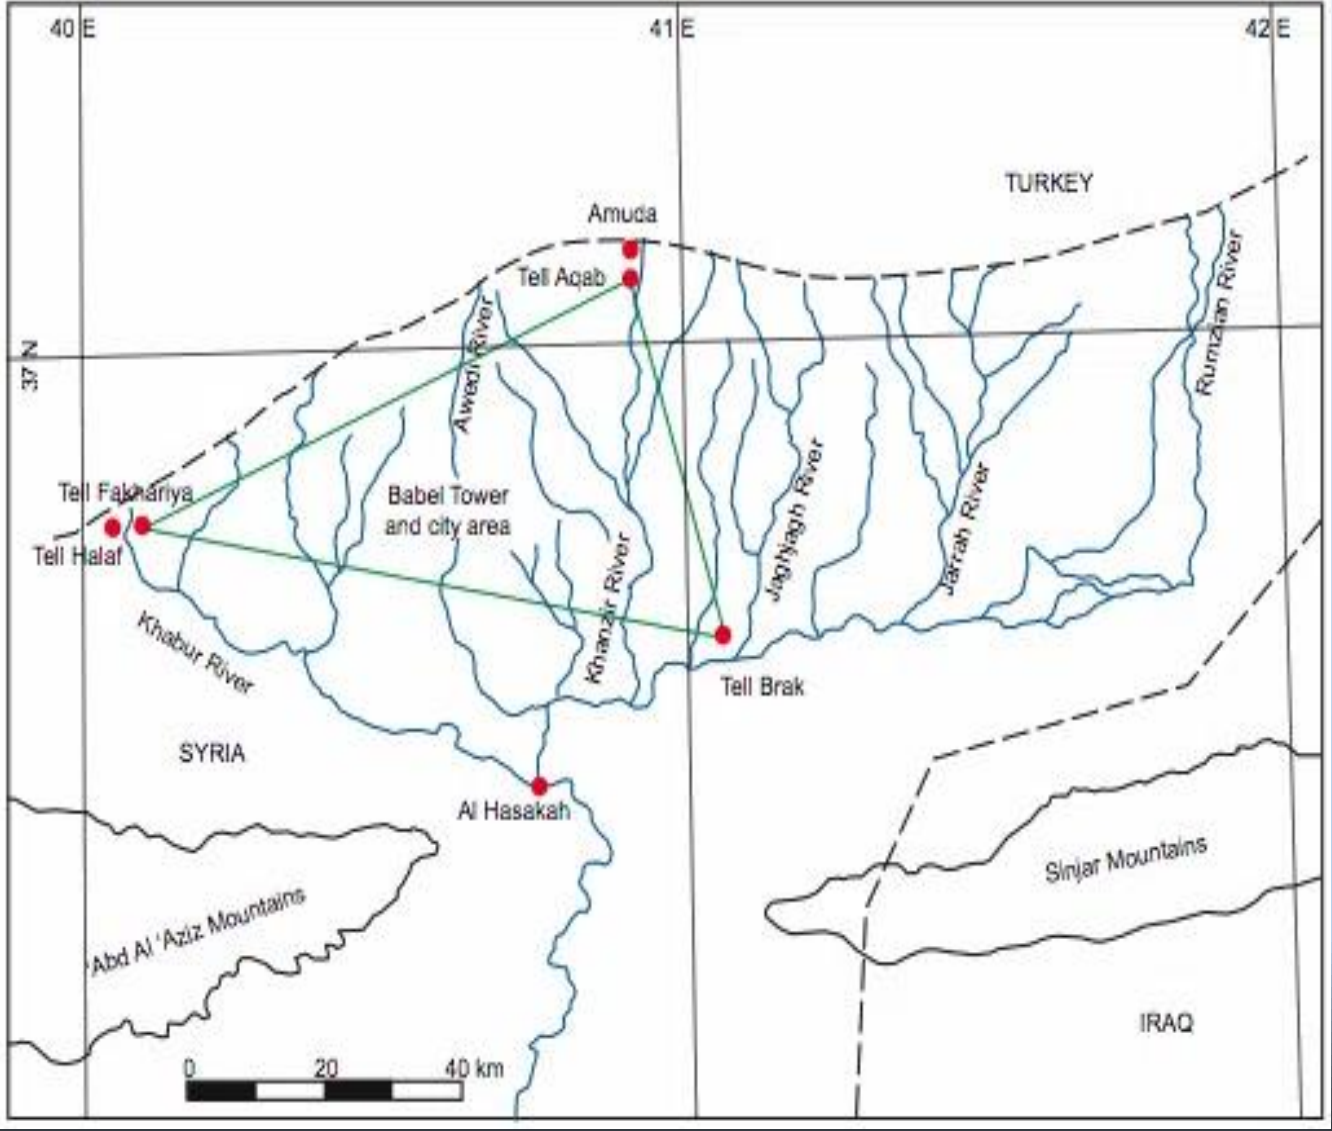 40 E
41 E
42 E
TURKEY
Amuda
Tell Aqab
37 N
Awedi River
Rumzian River
Tell Fakhariya
Babel Tower
and city area
Tell Halaf
Jaghjagh River
Jarrah River
Khanzir River
Khabur River
Tell Brak
SYRIA
Al Hasakah
Sinjar Mountains
'Abd Al 'Aziz Mountains
IRAQ
0 20 40 km